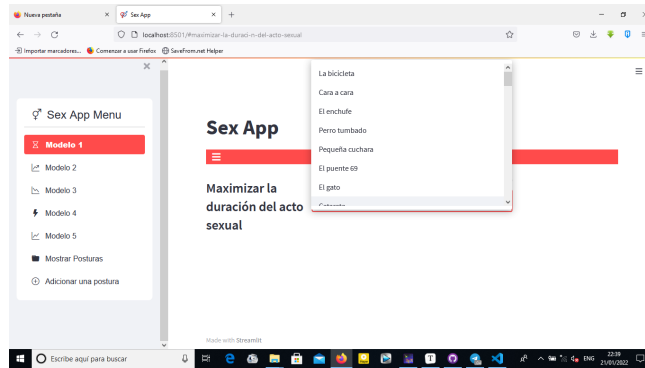 Nueva pestaña
Sex App
localhost:8501/#maximizar-la-duraci-n-del-acto-sexual
Importar marcadores...
Comenzar a usar Firefox
SaveFrom.net Helper
Sex App Menu
Modelo 1
Modelo 2
Modelo 3
Modelo 4
Modelo 5
Mostrar Posturas
Adicionar una postura
Sex App
Maximizar la
duración del acto
sexual
La bicicleta
Cara a cara
El enchufe
Perro tumbado
Pequeña cuchara
El puente 69
El gato
Made with Streamlit
Escribe aquí para buscar
ENG
22:39
21/01/2022